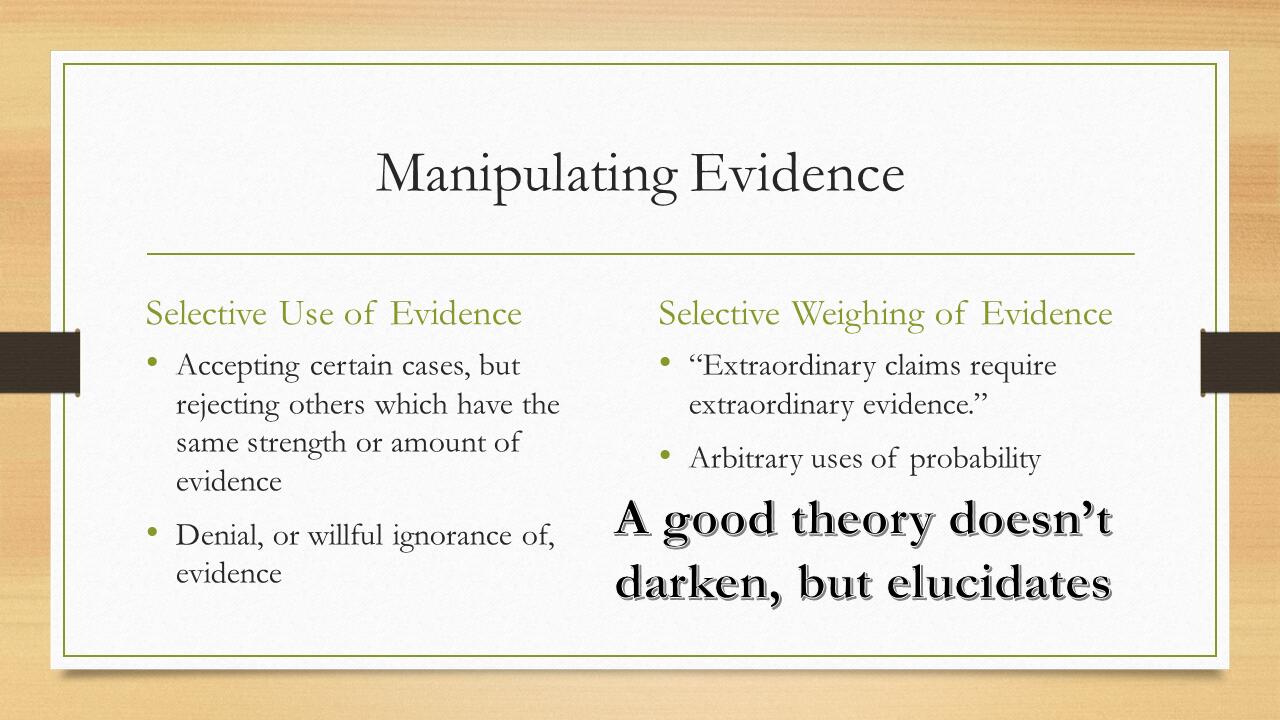 Manipulating Evidence
Selective Use of Evidence
• Accepting certain cases, but
rejecting others which have the
same strength or amount of
evidence
• Denial, or willful ignorance of,
evidence
Selective Weighing of Evidence
• “Extraordinary claims require
extraordinary evidence.”
• Arbitrary uses of probability
A good theory doesn’t
darken, but elucidates